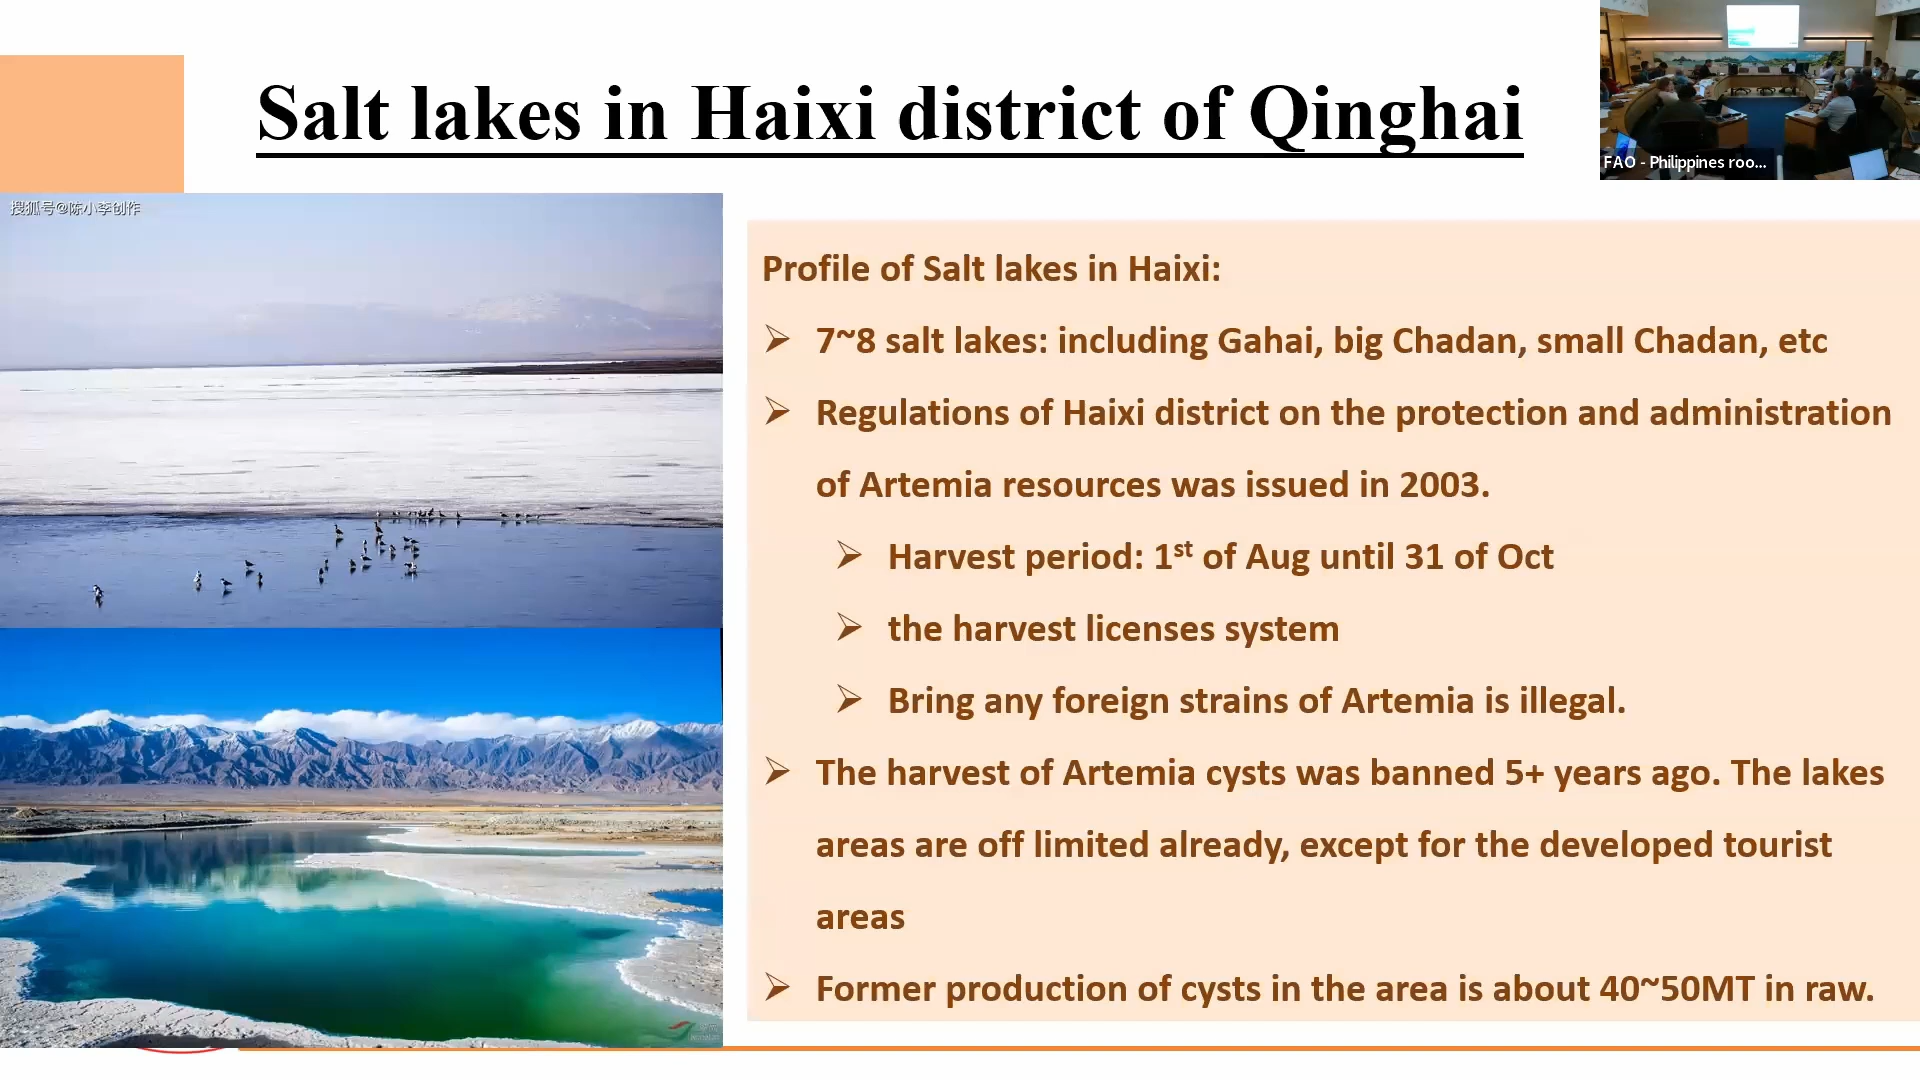 Salt lakes in Haixi district of Qinghai
FAO - Philippines roo...
搜狐号@陈小李创作
Profile of Salt lakes in Haixi:
➢ 7~8 salt lakes: including Gahai, big Chadan, small Chadan, etc
➢ Regulations of Haixi district on the protection and administration
of Artemia resources was issued in 2003.
➢ Harvest period: 1st of Aug until 31 of Oct
➢ the harvest licenses system
➢ Bring any foreign strains of Artemia is illegal.
➢ The harvest of Artemia cysts was banned 5+ years ago. The lakes
areas are off limited already, except for the developed tourist
areas
➢ Former production of cysts in the area is about 40~50MT in raw.